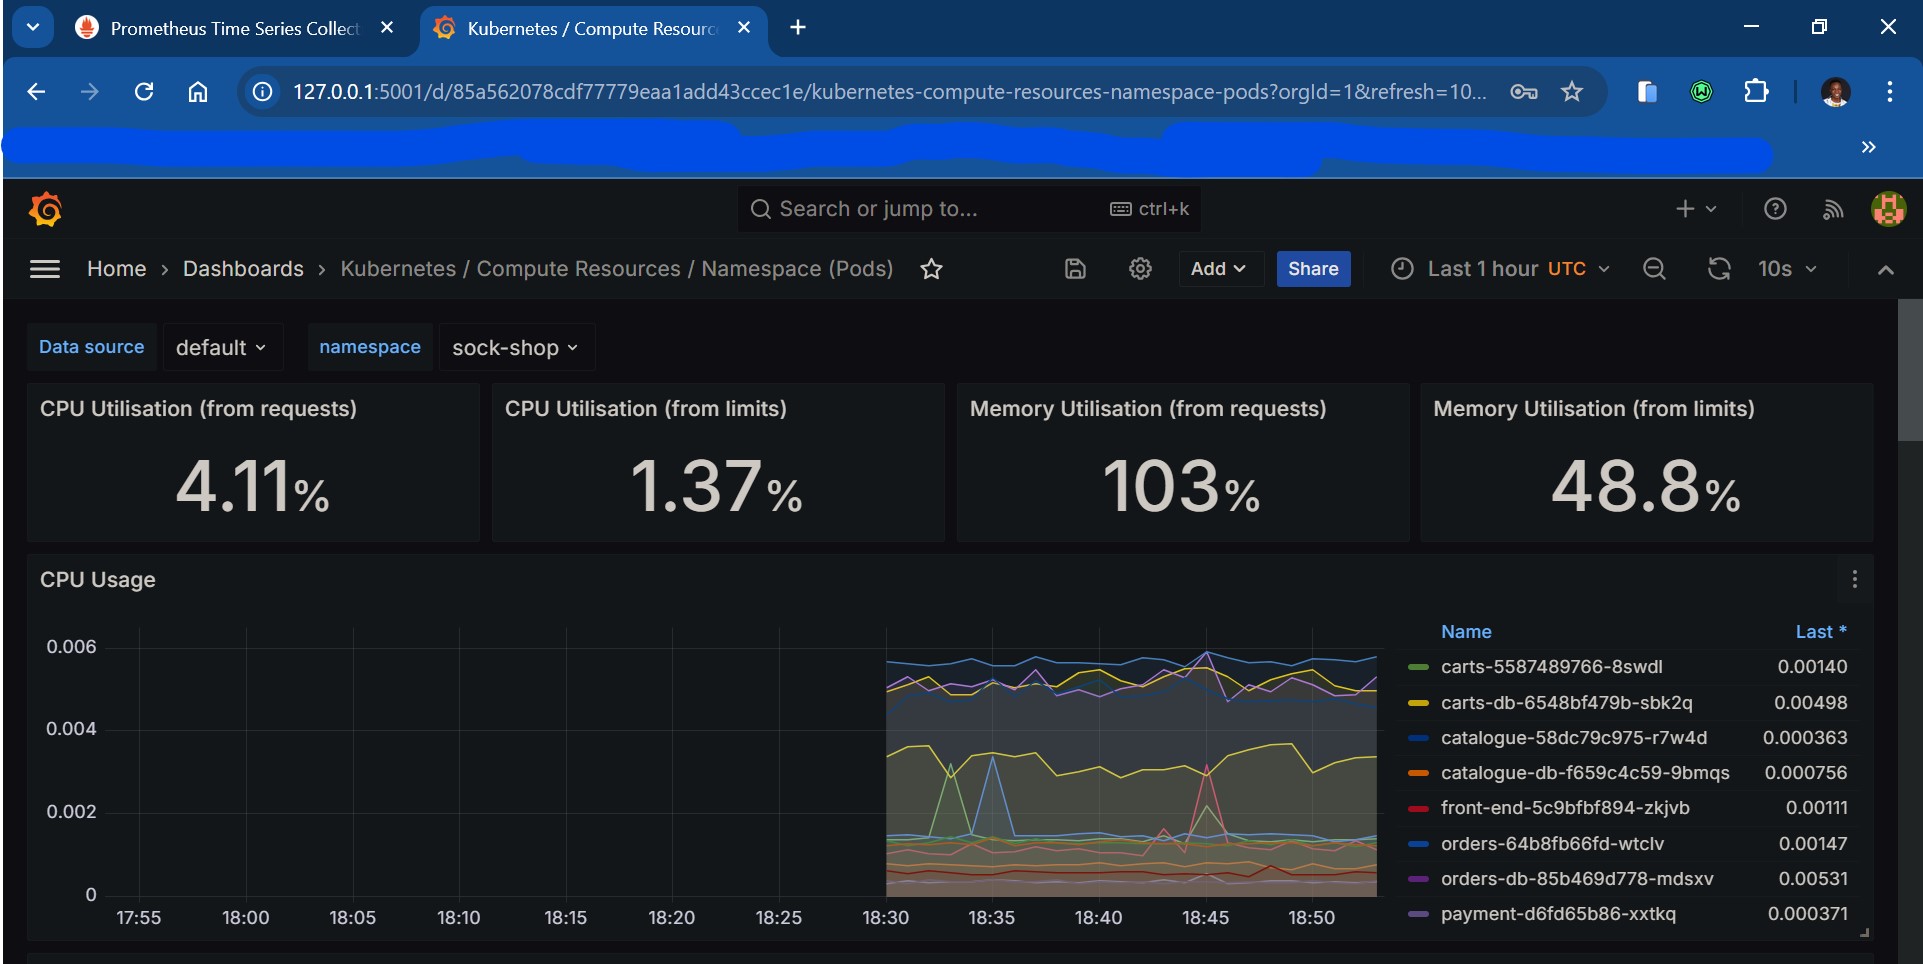 Prometheus Time Series Collect
Kubernetes / Compute Resourc
127.0.0.1:5001/d/85a562078cdf77779eaa1add43ccec1e/kubernetes-compute-resources-namespace-pods?orgId=1&refresh=10...
Search or jump to...
ctrl+k
Home › Dashboards › Kubernetes / Compute Resources / Namespace (Pods)
Add
Share
Last 1 hour UTC
10s
Data source
default
namespace
sock-shop
CPU Utilisation (from requests)
4.11%
CPU Utilisation (from limits)
1.37%
Memory Utilisation (from requests)
103%
Memory Utilisation (from limits)
48.8%
CPU Usage
0.006
0.004
0.002
0
17:55 18:00 18:05 18:10 18:15 18:20 18:25 18:30 18:35 18:40 18:45 18:50
Name Last *
carts-5587489766-8swdl 0.00140
carts-db-6548bf479b-sbk2q 0.00498
catalogue-58dc79c975-r7w4d 0.000363
catalogue-db-f659c4c59-9bmqs 0.000756
front-end-5c9bfbf894-zkjvb 0.00111
orders-64b8fb66fd-wtclv 0.00147
orders-db-85b469d778-mdsxv 0.00531
payment-d6fd65b86-xxtkq 0.000371